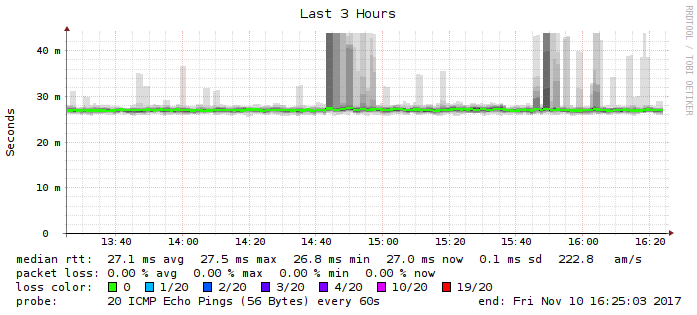 Last 3 Hours
RRDTOOL / TOBI OETIKER
Seconds
40 m
30 m
20 m
10 m
0
13:40 14:00 14:20 14:40 15:00 15:20 15:40 16:00 16:20
median rtt: 27.1 ms avg 27.5 ms max 26.8 ms min 27.0 ms now 0.1 ms sd 222.8 am/s
packet loss: 0.00 % avg 0.00 % max 0.00 % min 0.00 % now
loss color: 0 1/20 2/20 3/20 4/20 10/20 19/20
probe: 20 ICMP Echo Pings (56 Bytes) every 60s end: Fri Nov 10 16:25:03 2017